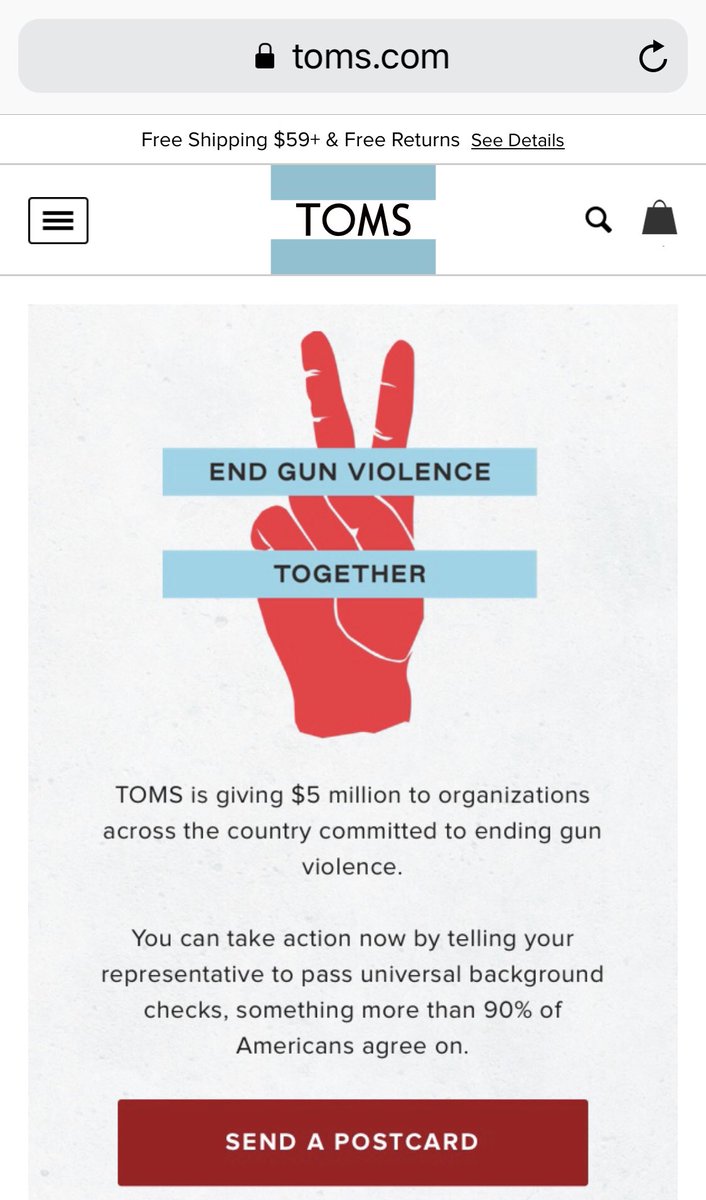 toms.com
Free Shipping $59+ & Free Returns See Details
TOMS
END GUN VIOLENCE
TOGETHER
TOMS is giving $5 million to organizations
across the country committed to ending gun
violence.
You can take action now by telling your
representative to pass universal background
checks, something more than 90% of
Americans agree on.
SEND A POSTCARD